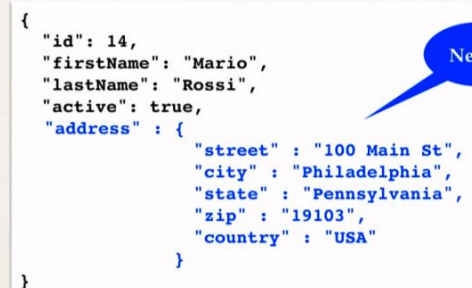 {
"id": 14,
"firstName": "Mario",
"lastName": "Rossi",
"active": true,
"address" : {
"street" : "100 Main St",
"city" : "Philadelphia",
"state" : "Pennsylvania",
"zip" : "19103",
"country" : "USA"
}
}